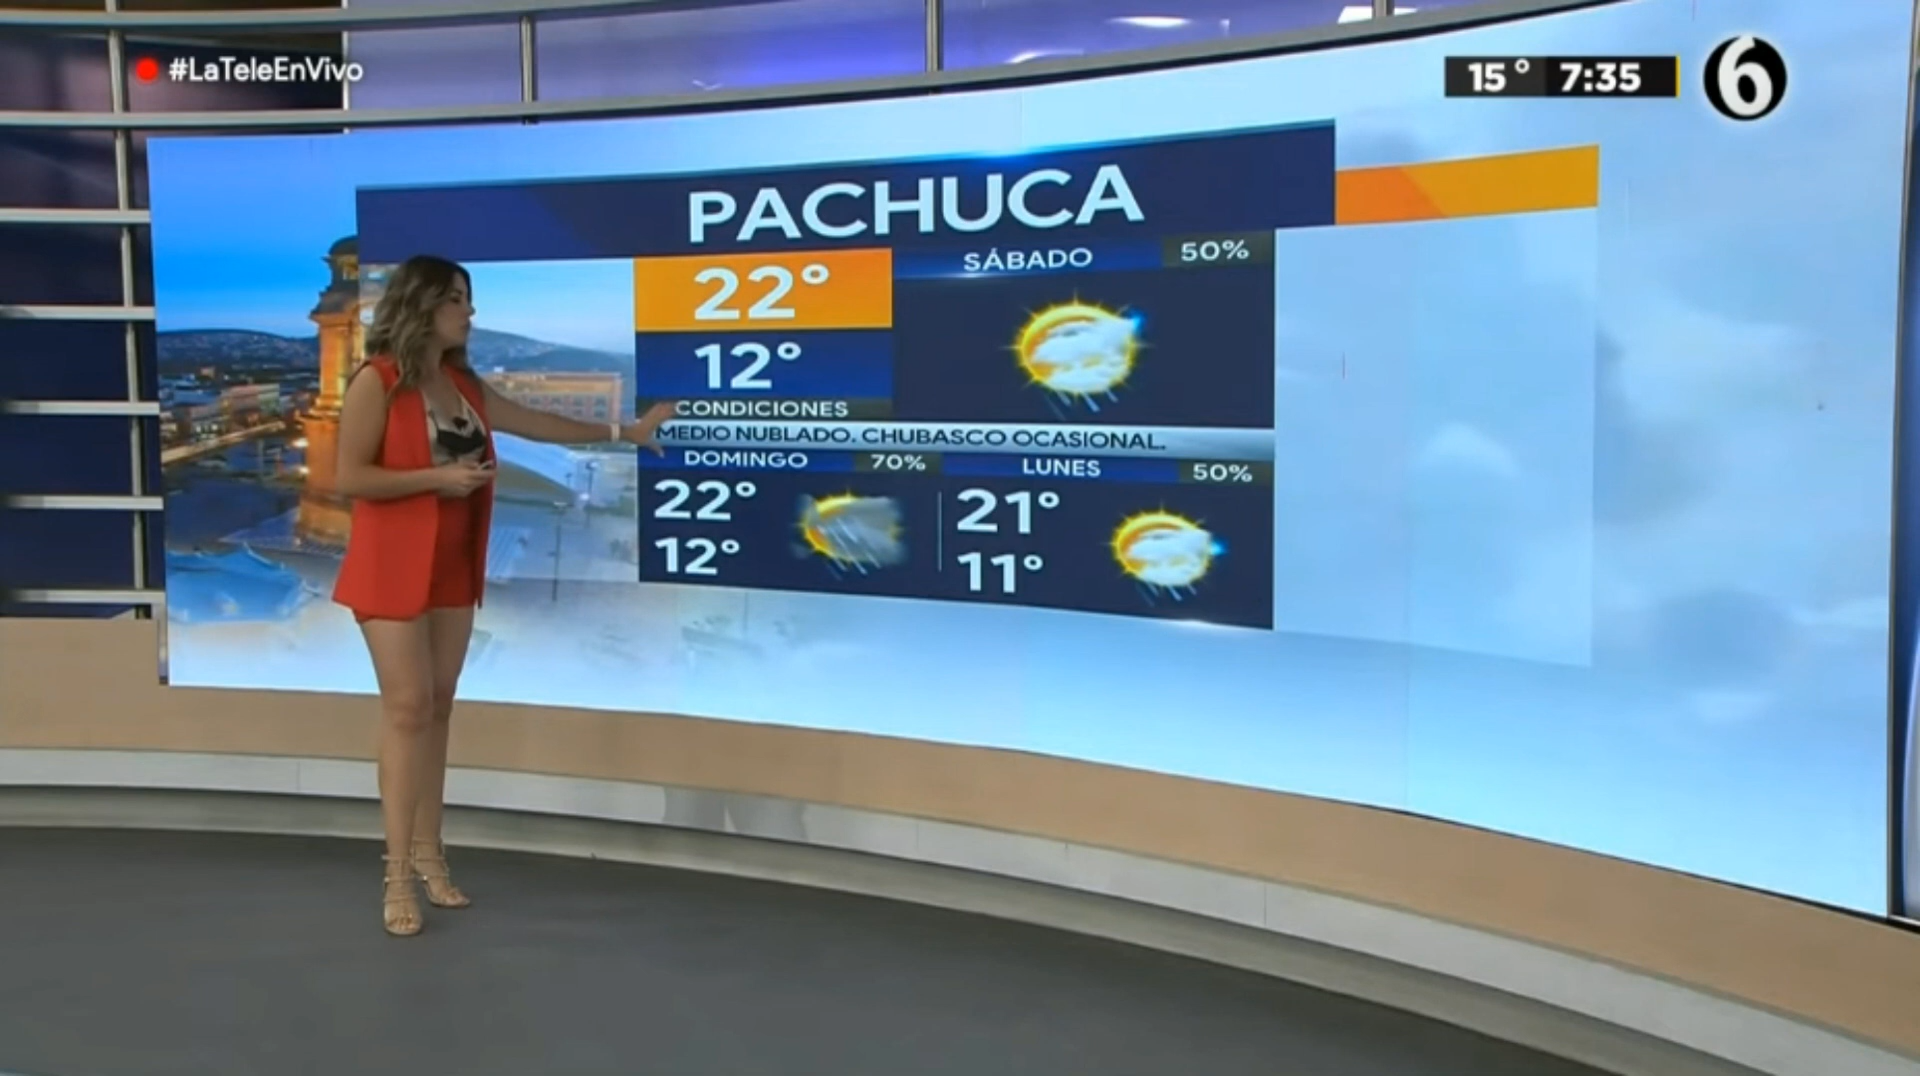 #LaTeleEnVivo
15° 7:35 6
PACHUCA
22°
12°
SÁBADO 50%
CONDICIONES
MEDIO NUBLADO. CHUBASCO OCASIONAL.
DOMINGO 70%
22°
12°
LUNES 50%
21°
11°